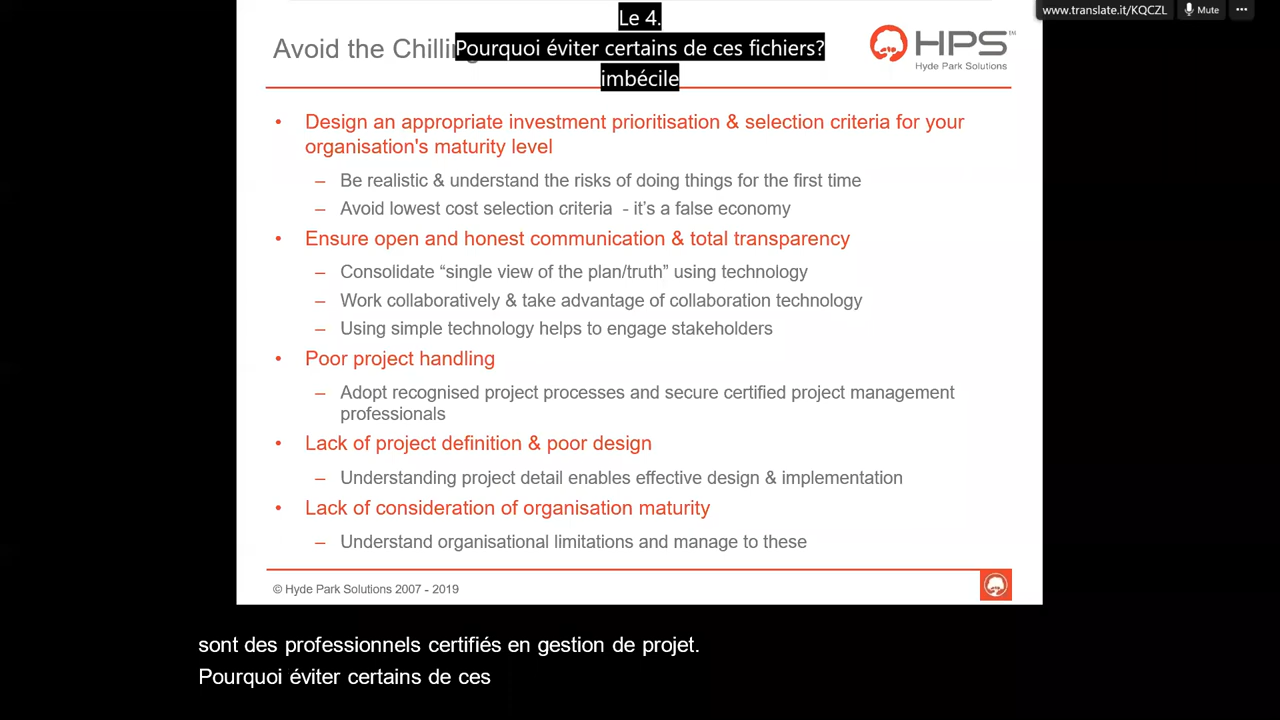 www.translate.it/KQCZL Mute
Le 4.
Pourquoi éviter certains de ces fichiers?
imbécile
Avoid the Chilling
HPS™
Hyde Park Solutions
• Design an appropriate investment prioritisation & selection criteria for your
organisation's maturity level
– Be realistic & understand the risks of doing things for the first time
– Avoid lowest cost selection criteria - it’s a false economy
• Ensure open and honest communication & total transparency
– Consolidate “single view of the plan/truth” using technology
– Work collaboratively & take advantage of collaboration technology
– Using simple technology helps to engage stakeholders
• Poor project handling
– Adopt recognised project processes and secure certified project management
professionals
• Lack of project definition & poor design
– Understanding project detail enables effective design & implementation
• Lack of consideration of organisation maturity
– Understand organisational limitations and manage to these
© Hyde Park Solutions 2007 - 2019
sont des professionnels certifiés en gestion de projet.
Pourquoi éviter certains de ces